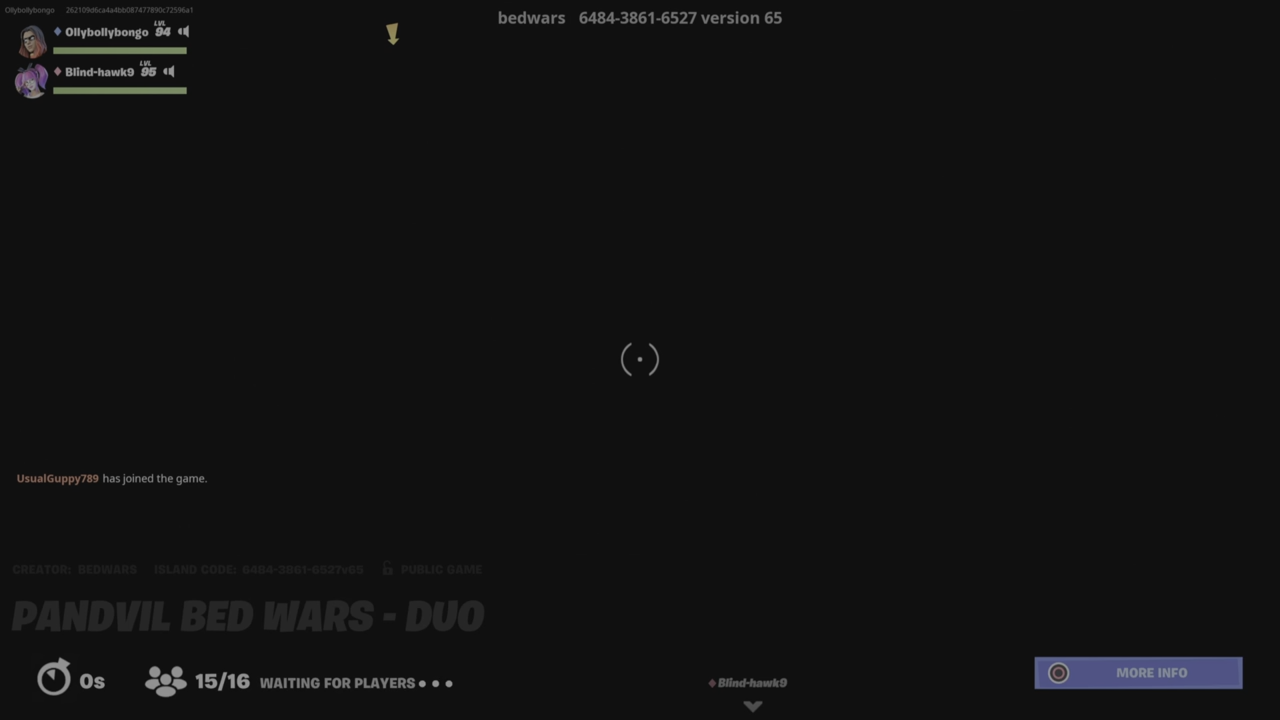 Ollybollybongo 262109d6ca4a4bb087477890c72596a1
bedwars 6484-3861-6527 version 65
Ollybollybongo LVL 94
Blind-hawk9 LVL 95
UsualGuppy789 has joined the game.
CREATOR: BEDWARS ISLAND CODE: 6484-3861-6527v65 PUBLIC GAME
PANDVIL BED WARS - DUO
0s 15/16 WAITING FOR PLAYERS • • •
Blind-hawk9
MORE INFO